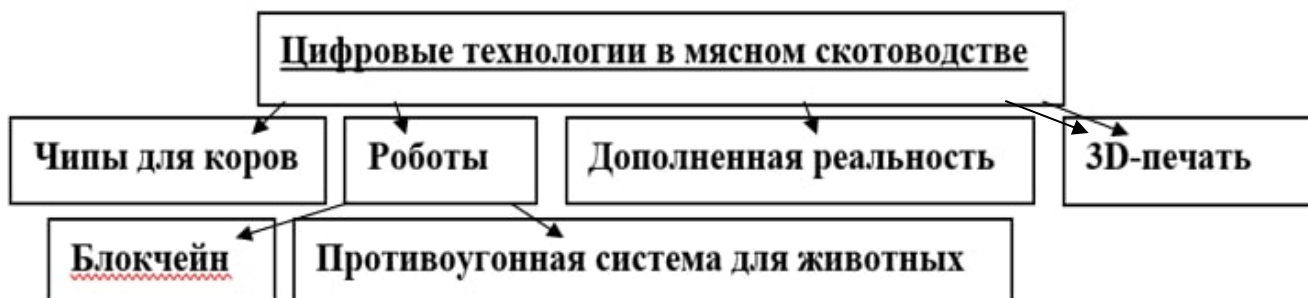 Цифровые технологии в мясном скотоводстве
Чипы для коров
Роботы
Дополненная реальность
3D-печать
Блокчейн
Противоугонная система для животных